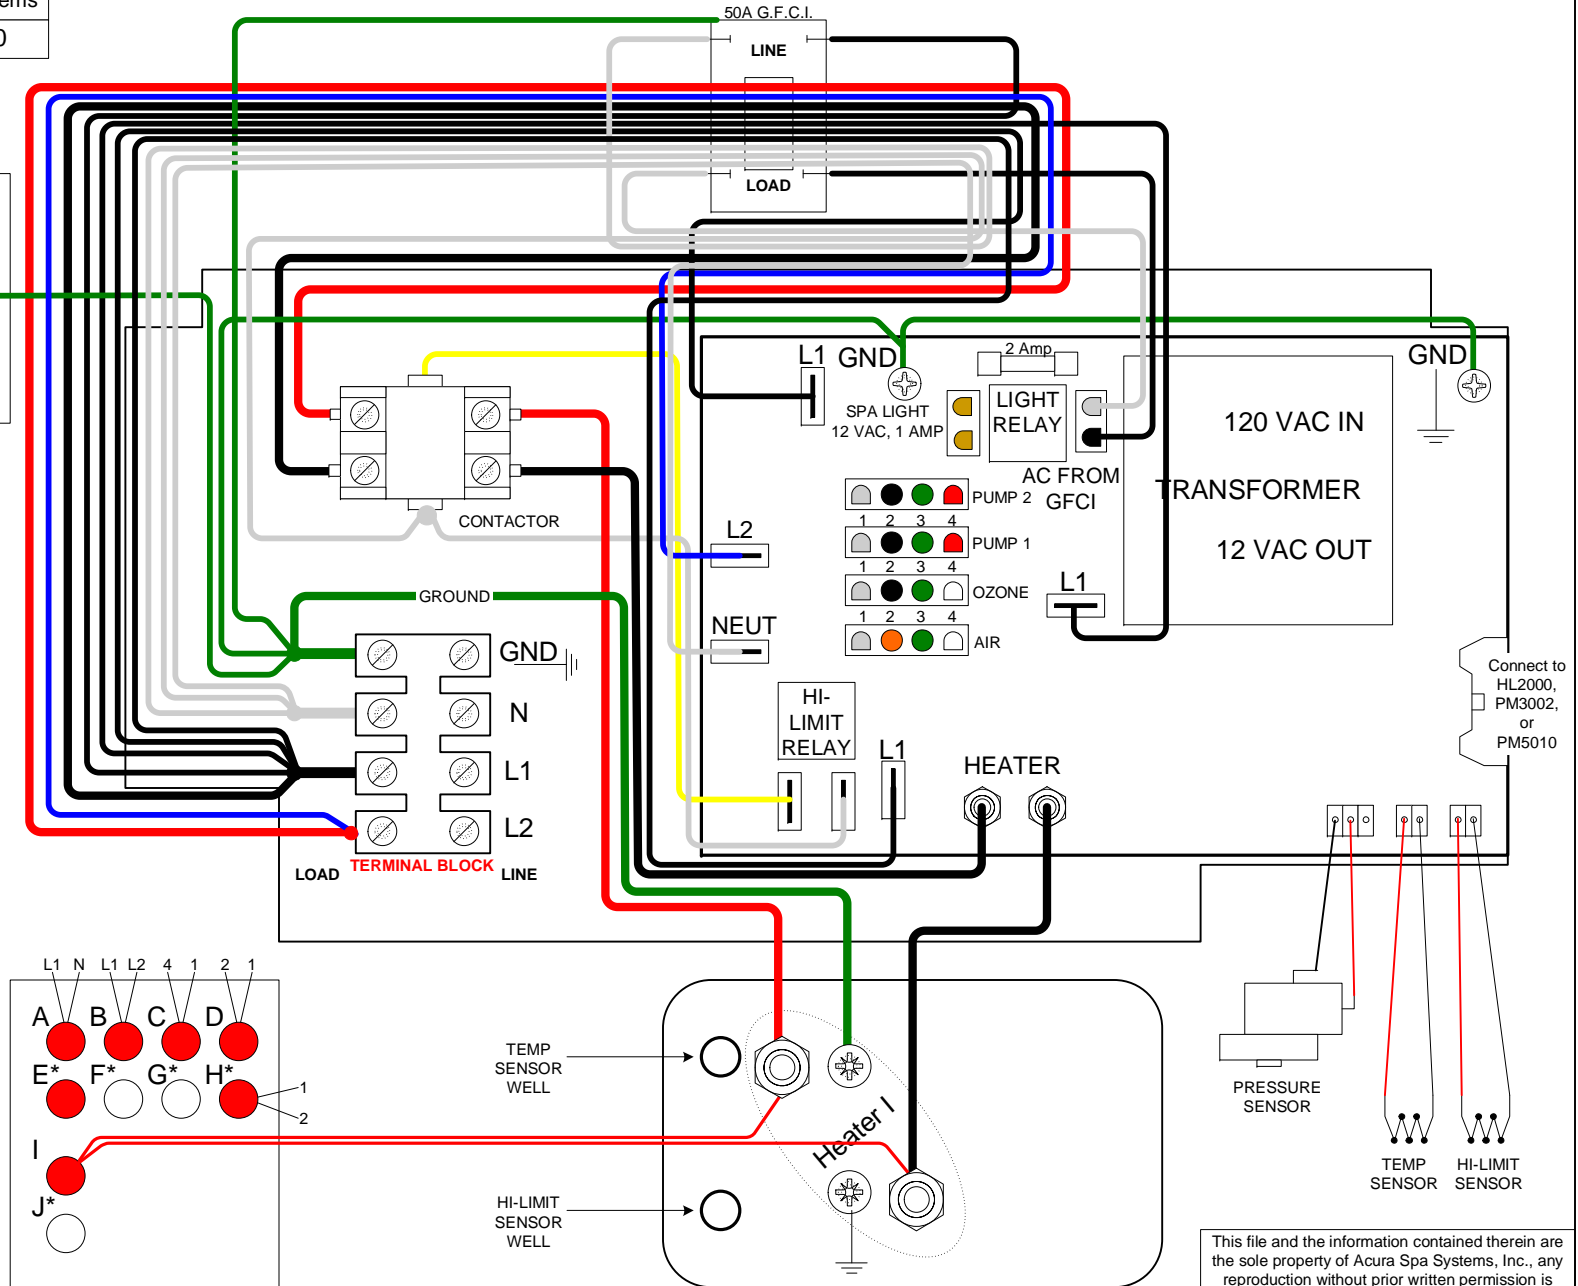 ems
0
50A G.F.C.I.
LINE
LOAD
L1
GND
2 Amp
GND
SPA LIGHT
12 VAC, 1 AMP
LIGHT
RELAY
120 VAC IN
AC FROM
GFCI
TRANSFORMER
12 VAC OUT
CONTACTOR
PUMP 2
1 2 3 4
PUMP 1
1 2 3 4
OZONE
1 2 3 4
AIR
L2
L1
NEUT
GROUND
GND
N
L1
L2
LOAD
TERMINAL BLOCK
LINE
HI-
LIMIT
RELAY
L1
HEATER
Connect to
HL2000,
PM3002,
or
PM5010
L1 N L1 L2 4 1 2 1
A B C D
E* F* G* H*
1
2
I
J*
TEMP
SENSOR
WELL
Heater I
HI-LIMIT
SENSOR
WELL
PRESSURE
SENSOR
TEMP
SENSOR
HI-LIMIT
SENSOR
This file and the information contained therein are
the sole property of Acura Spa Systems, Inc., any
reproduction without prior written permission is